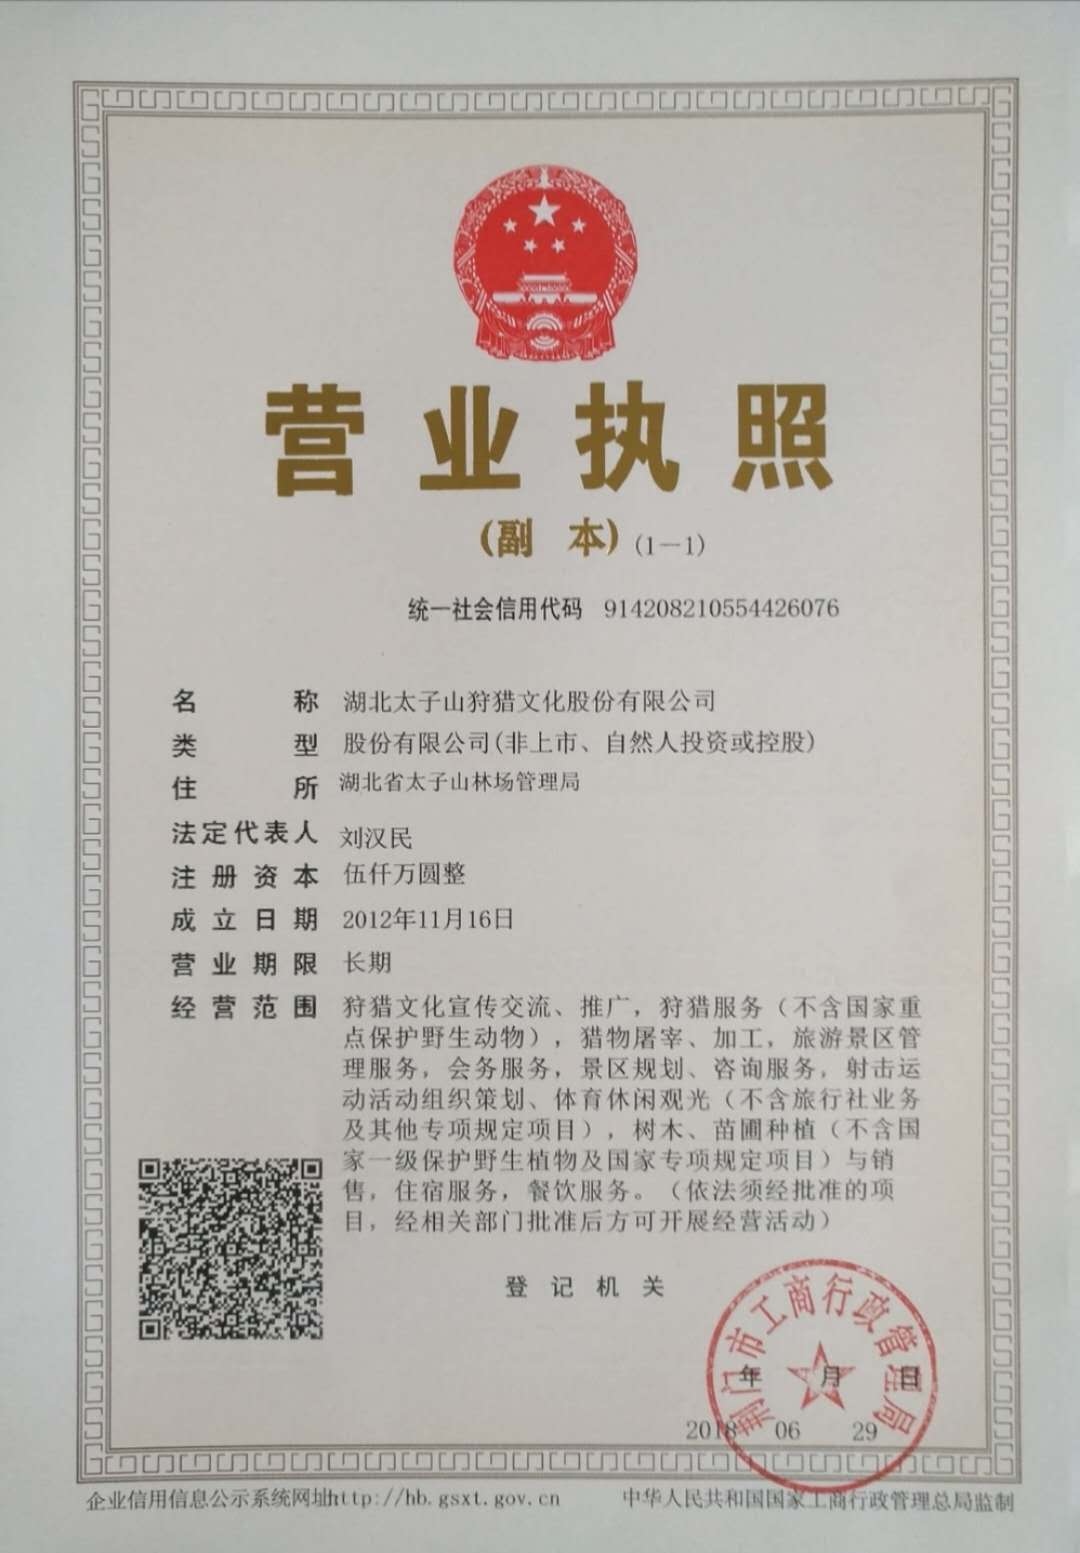 营业执照
(副 本) (1-1)
统一社会信用代码 914208210554426076
名 称 湖北太子山狩猎文化股份有限公司
类 型 股份有限公司(非上市、自然人投资或控股)
住 所 湖北省太子山林场管理局
法定代表人 刘汉民
注册资本 伍仟万圆整
成立日期 2012年11月16日
营业期限 长期
经营范围 狩猎文化宣传交流、推广，狩猎服务（不含国家重
点保护野生动物），猎物屠宰、加工，旅游景区管
理服务，会务服务，景区规划、咨询服务，射击运
动活动组织策划、体育休闲观光（不含旅行社业务
及其他专项规定项目），树木、苗圃种植（不含国
家一级保护野生植物及国家专项规定项目）与销
售，住宿服务，餐饮服务。（依法须经批准的项
目，经相关部门批准后方可开展经营活动）
登记机关
荆门市工商行政管理局
年 月 日
2018 06 29
企业信用信息公示系统网址http://hb.gsxt.gov.cn
中华人民共和国国家工商行政管理总局监制